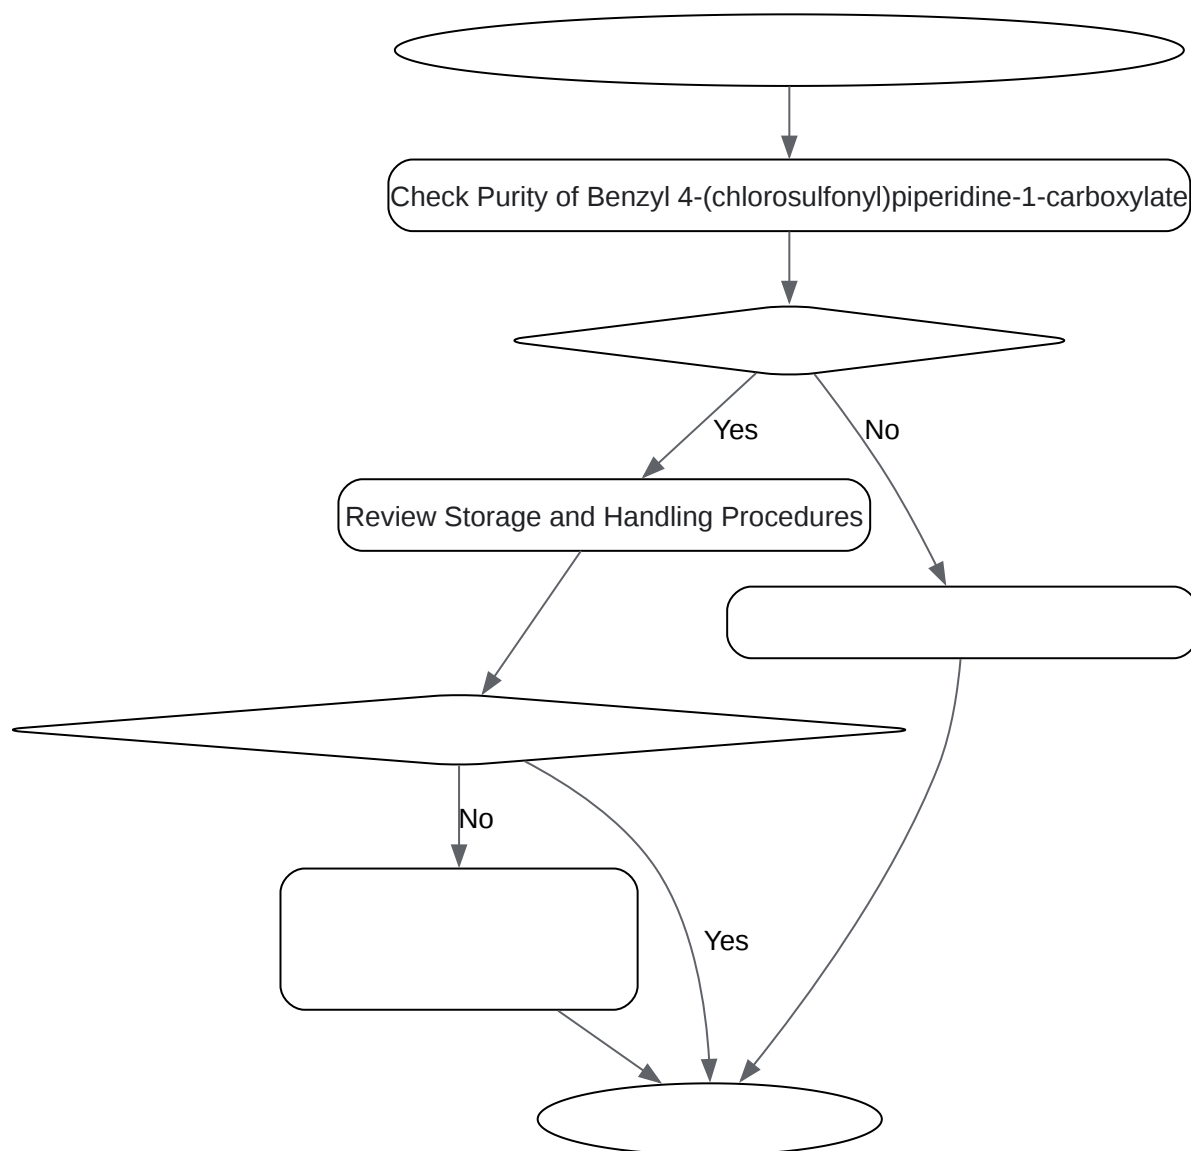 Check Purity of Benzyl 4-(chlorosulfonyl)piperidine-1-carboxylate
Yes
No
Review Storage and Handling Procedures
No
Yes